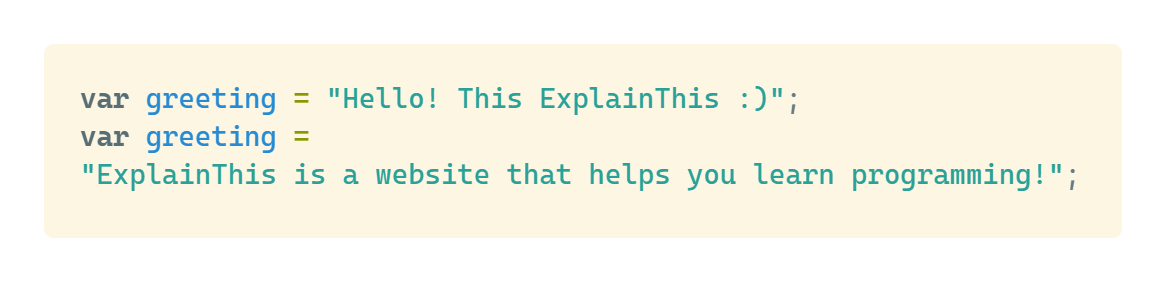 var greeting = "Hello! This ExplainThis :)";
var greeting =
"ExplainThis is a website that helps you learn programming!";